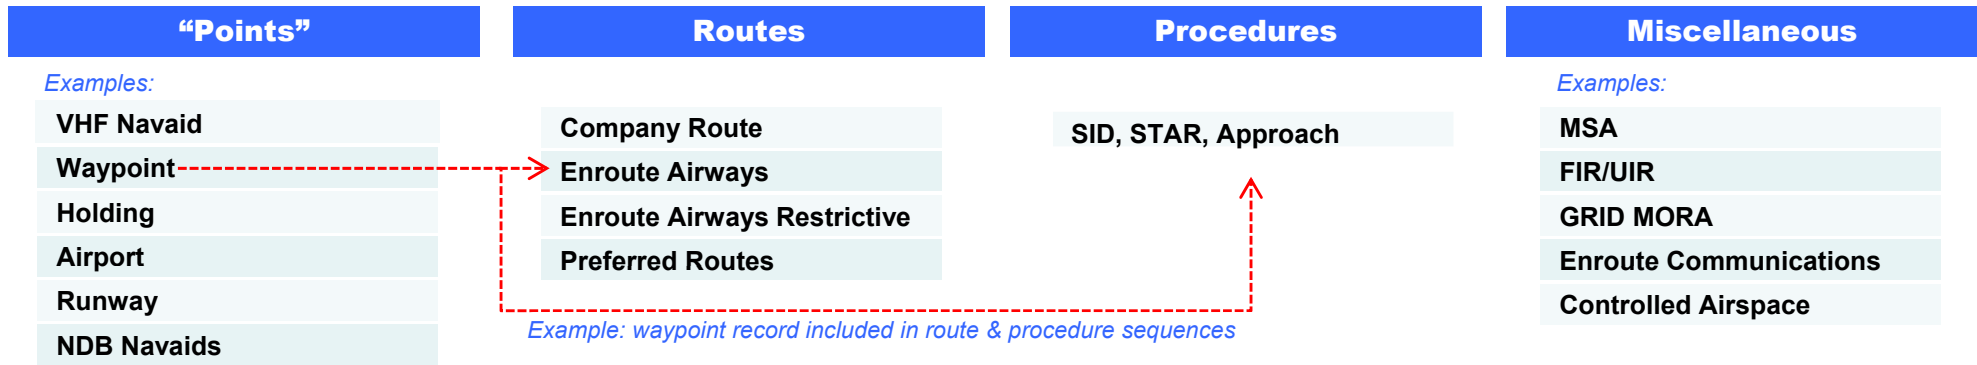 “Points”
Examples:
VHF Navaid
Waypoint
Holding
Airport
Runway
NDB Navaids
Routes
Company Route
Enroute Airways
Enroute Airways Restrictive
Preferred Routes
Example: waypoint record included in route & procedure sequences
Procedures
SID, STAR, Approach
Miscellaneous
Examples:
MSA
FIR/UIR
GRID MORA
Enroute Communications
Controlled Airspace